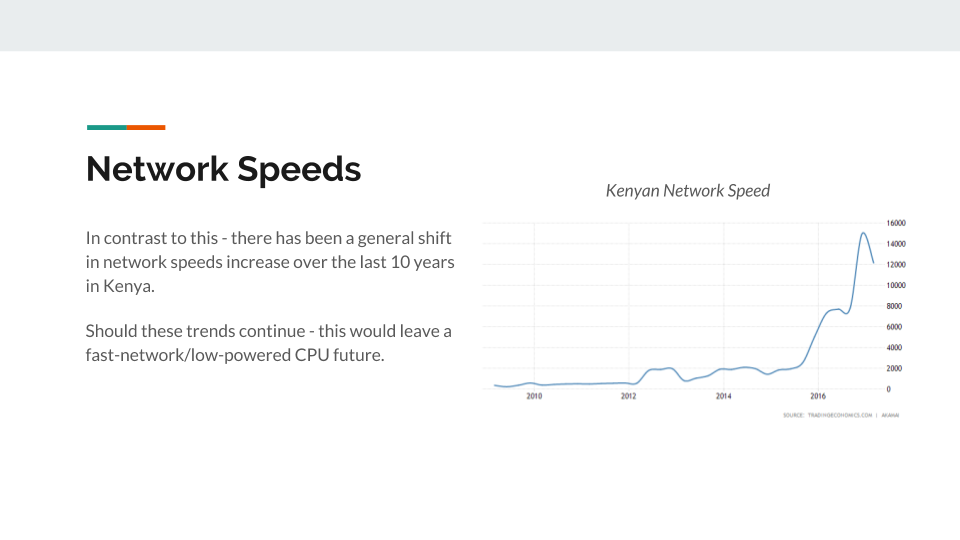 Network Speeds
In contrast to this - there has been a general shift
in network speeds increase over the last 10 years
in Kenya.
Should these trends continue - this would leave a
fast-network/low-powered CPU future.
Kenyan Network Speed
16000
14000
12000
10000
8000
6000
4000
2000
0
2010 2012 2014 2016
SOURCE: TRADINGECONOMICS.COM | AKAMAI